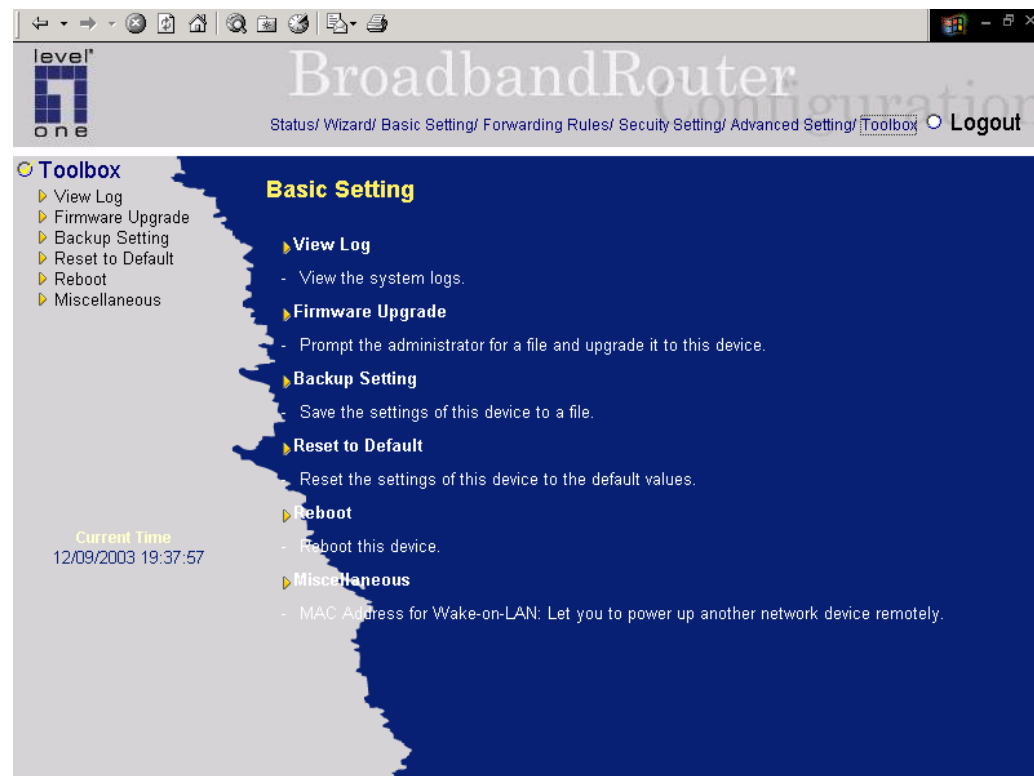 level
one
BroadbandRouter
Configuration
Status/ Wizard/ Basic Setting/ Forwarding Rules/ Secuity Setting/ Advanced Setting/ Toolbox Logout
Toolbox
View Log
Firmware Upgrade
Backup Setting
Reset to Default
Reboot
Miscellaneous
Current Time
12/09/2003 19:37:57
Basic Setting
View Log
- View the system logs.
Firmware Upgrade
- Prompt the administrator for a file and upgrade it to this device.
Backup Setting
- Save the settings of this device to a file.
Reset to Default
- Reset the settings of this device to the default values.
Reboot
- Reboot this device.
Miscellaneous
- MAC Address for Wake-on-LAN: Let you to power up another network device remotely.